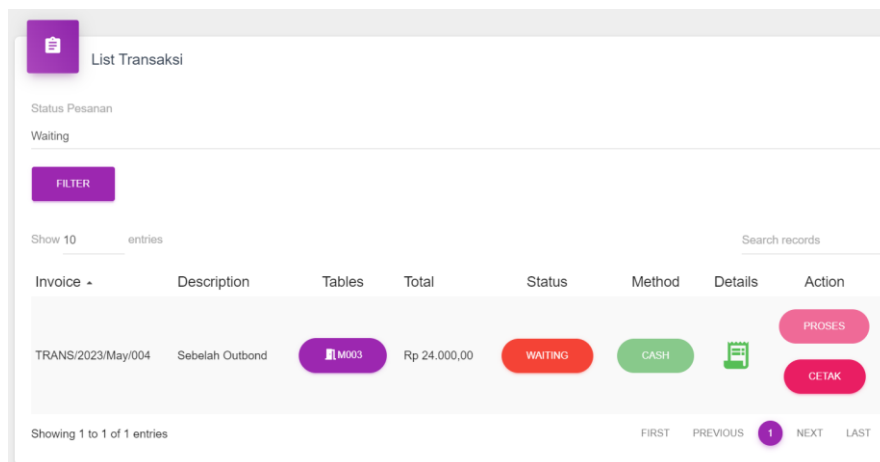 List Transaksi
Status Pesanan
Waiting
FILTER
Show 10 entries
Search records
Invoice Description Tables Total Status Method Details Action
PROSES
TRANS/2023/May/004 Sebelah Outbond M003 Rp 24.000,00 WAITING CASH
CETAK
Showing 1 to 1 of 1 entries
FIRST PREVIOUS 1 NEXT LAST